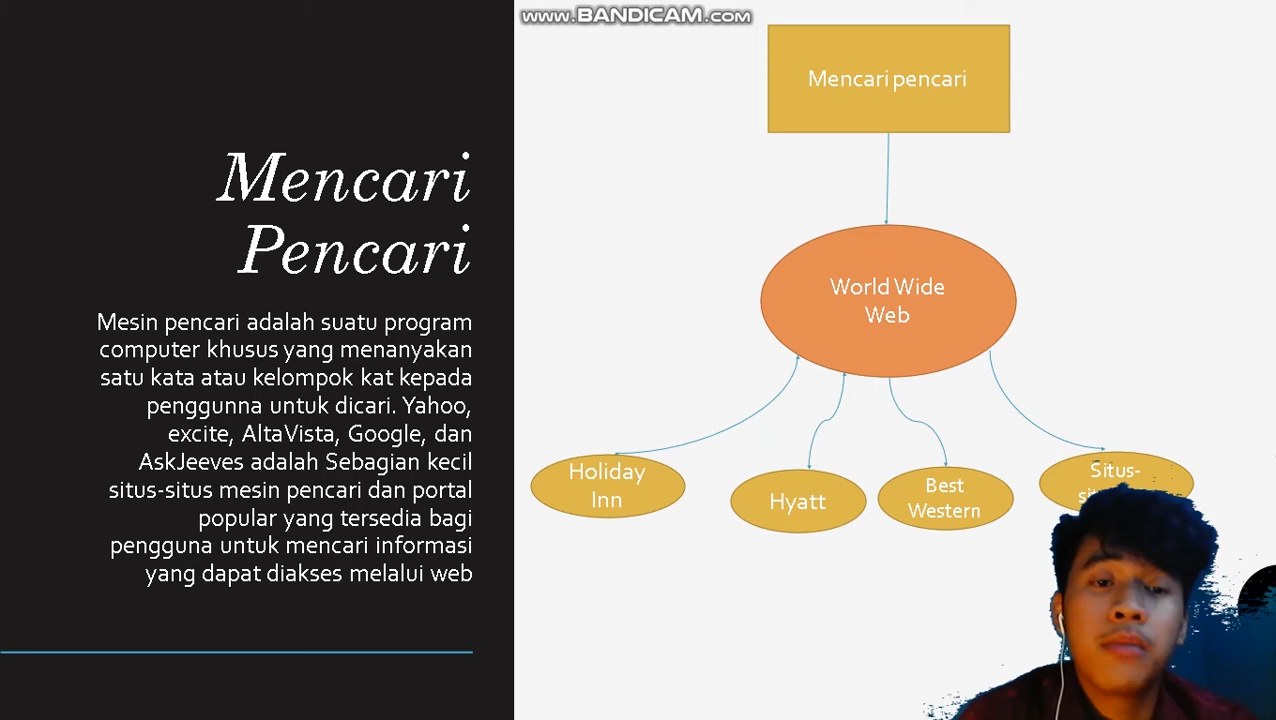 www.BANDICAM.com
Mencari
Pencari
Mesin pencari adalah suatu program
computer khusus yang menanyakan
satu kata atau kelompok kat kepada
penggunna untuk dicari. Yahoo,
excite, AltaVista, Google, dan
AskJeeves adalah Sebagian kecil
situs-situs mesin pencari dan portal
popular yang tersedia bagi
pengguna untuk mencari informasi
yang dapat diakses melalui web
Mencari pencari
World Wide
Web
Holiday
Inn
Hyatt
Best
Western
Situs-